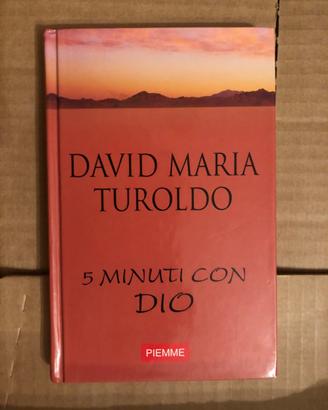 DAVID MARIA
TUROLDO
5 MINUTI CON
DIO
PIEMME